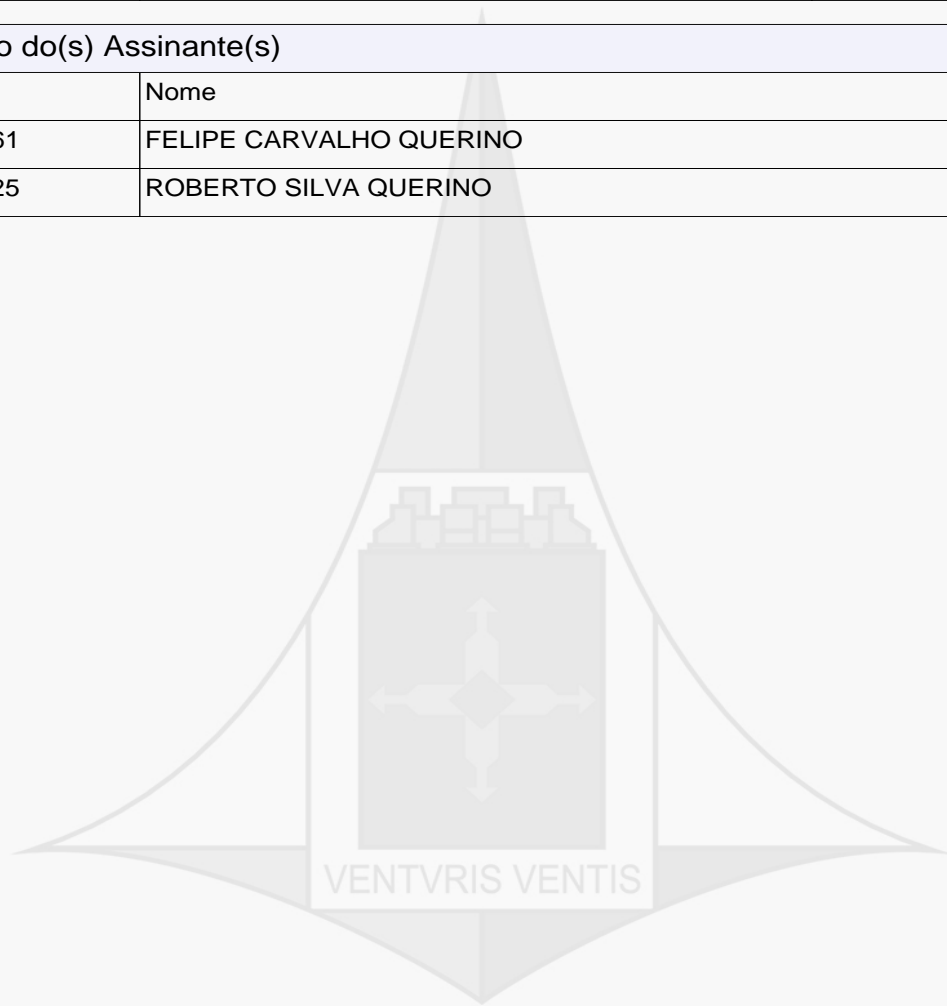 o do(s) Assinante(s)
Nome
61 FELIPE CARVALHO QUERINO
25 ROBERTO SILVA QUERINO
VENTVRIS VENTIS